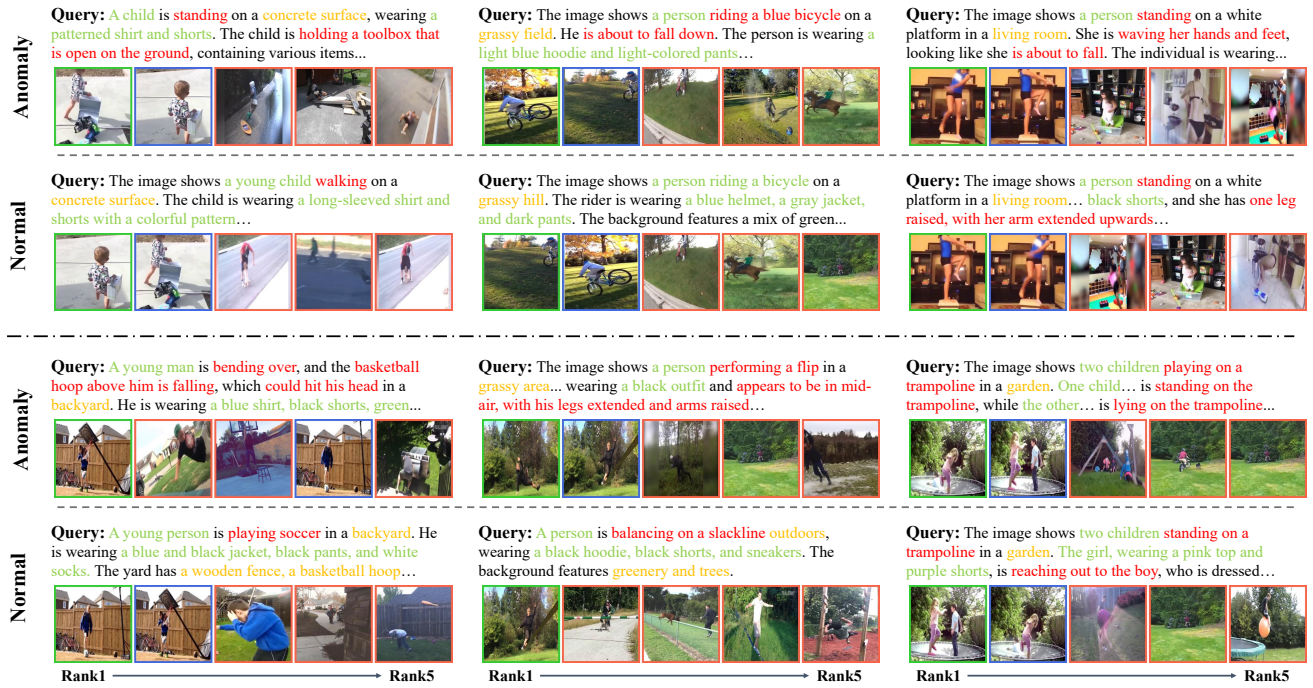 Anomaly
Query: A child is standing on a concrete surface, wearing a
patterned shirt and shorts. The child is holding a toolbox that
is open on the ground, containing various items...
Query: The image shows a person riding a blue bicycle on a
grassy field. He is about to fall down. The person is wearing a
light blue hoodie and light-colored pants…
Query: The image shows a person standing on a white
platform in a living room. She is waving her hands and feet,
looking like she is about to fall. The individual is wearing...
Normal
Query: The image shows a young child walking on a
concrete surface. The child is wearing a long-sleeved shirt and
shorts with a colorful pattern…
Query: The image shows a person riding a bicycle on a
grassy hill. The rider is wearing a blue helmet, a gray jacket,
and dark pants. The background features a mix of green...
Query: The image shows a person standing on a white
platform in a living room… black shorts, and she has one leg
raised, with her arm extended upwards…
Anomaly
Query: A young man is bending over, and the basketball
hoop above him is falling, which could hit his head in a
backyard. He is wearing a blue shirt, black shorts, green...
Query: The image shows a person performing a flip in a
grassy area... wearing a black outfit and appears to be in mid-
air, with his legs extended and arms raised…
Query: The image shows two children playing on a
trampoline in a garden. One child… is standing on the
trampoline, while the other… is lying on the trampoline...
Normal
Query: A young person is playing soccer in a backyard. He
is wearing a blue and black jacket, black pants, and white
socks. The yard has a wooden fence, a basketball hoop…
Query: A person is balancing on a slackline outdoors,
wearing a black hoodie, black shorts, and sneakers. The
background features greenery and trees.
Query: The image shows two children standing on a
trampoline in a garden. The girl, wearing a pink top and
purple shorts, is reaching out to the boy, who is dressed…
Rank1 Rank5
Rank1 Rank5
Rank1 Rank5